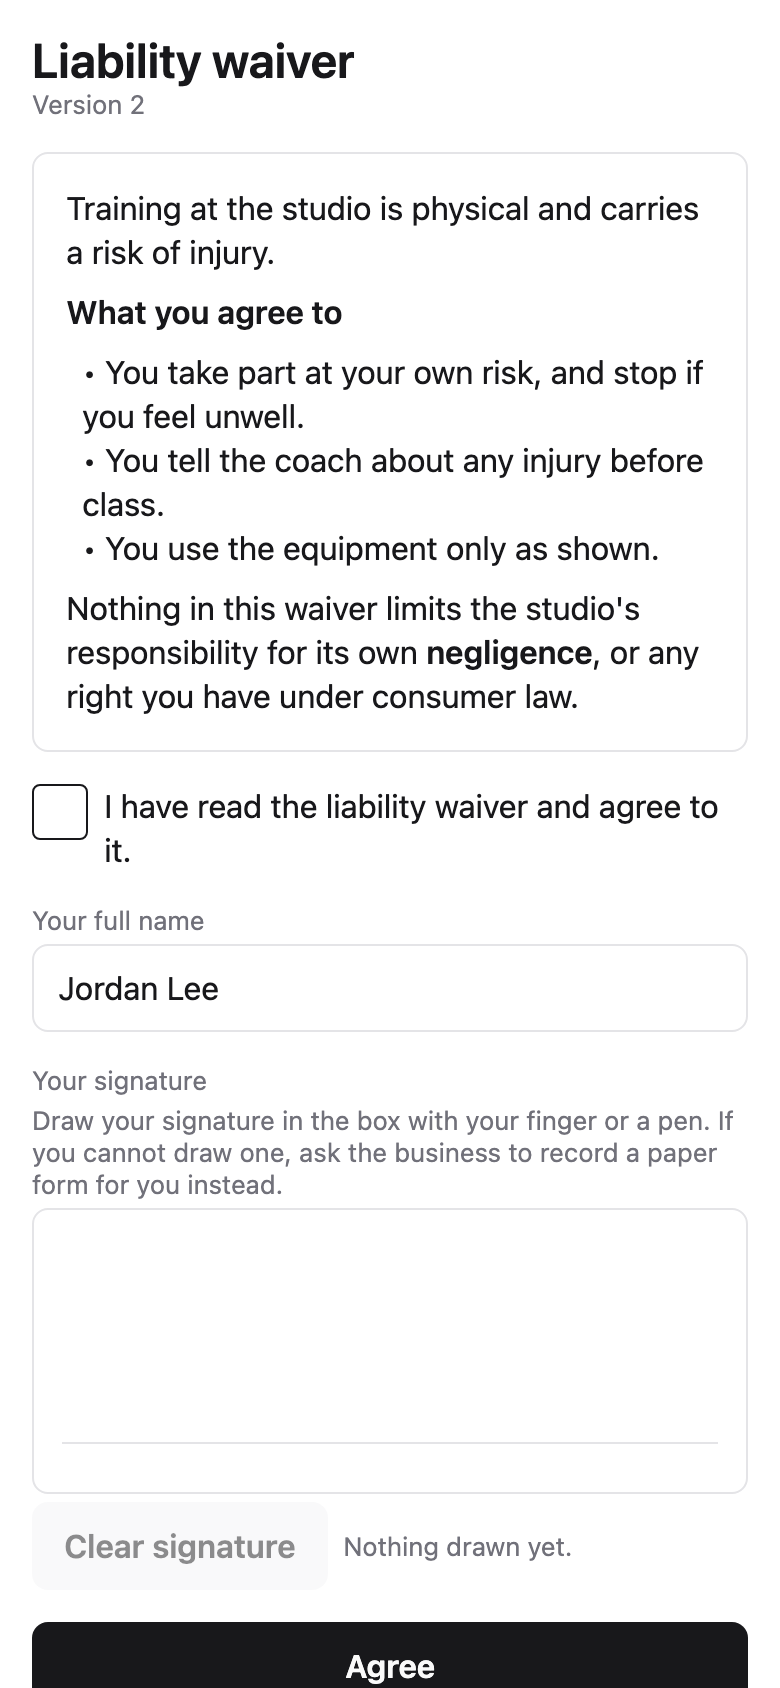 Liability waiver
Version 2
Training at the studio is physical and carries
a risk of injury.
What you agree to
• You take part at your own risk, and stop if
you feel unwell.
• You tell the coach about any injury before
class.
• You use the equipment only as shown.
Nothing in this waiver limits the studio's
responsibility for its own negligence, or any
right you have under consumer law.
I have read the liability waiver and agree to
it.
Your full name
Jordan Lee
Your signature
Draw your signature in the box with your finger or a pen. If
you cannot draw one, ask the business to record a paper
form for you instead.
Clear signature
Nothing drawn yet.
Agree